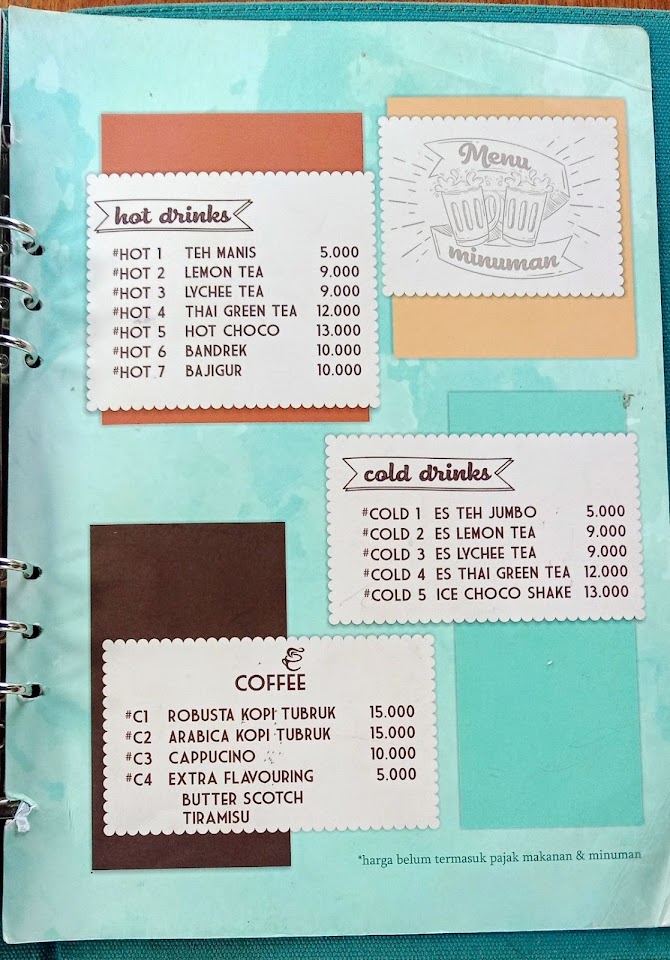 Menu
minuman
hot drinks
#HOT 1 TEH MANIS 5.000
#HOT 2 LEMON TEA 9.000
#HOT 3 LYCHEE TEA 9.000
#HOT 4 THAI GREEN TEA 12.000
#HOT 5 HOT CHOCO 13.000
#HOT 6 BANDREK 10.000
#HOT 7 BAJIGUR 10.000
cold drinks
#COLD 1 ES TEH JUMBO 5.000
#COLD 2 ES LEMON TEA 9.000
#COLD 3 ES LYCHEE TEA 9.000
#COLD 4 ES THAI GREEN TEA 12.000
#COLD 5 ICE CHOCO SHAKE 13.000
COFFEE
#C1 ROBUSTA KOPI TUBRUK 15.000
#C2 ARABICA KOPI TUBRUK 15.000
#C3 CAPPUCINO 10.000
#C4 EXTRA FLAVOURING 5.000
BUTTER SCOTCH
TIRAMISU
*harga belum termasuk pajak makanan & minuman